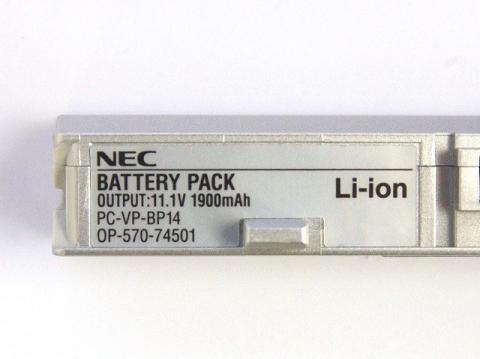 NEC
BATTERY PACK
Li-ion
OUTPUT:11.1V 1900mAh
PC-VP-BP14
OP-570-74501